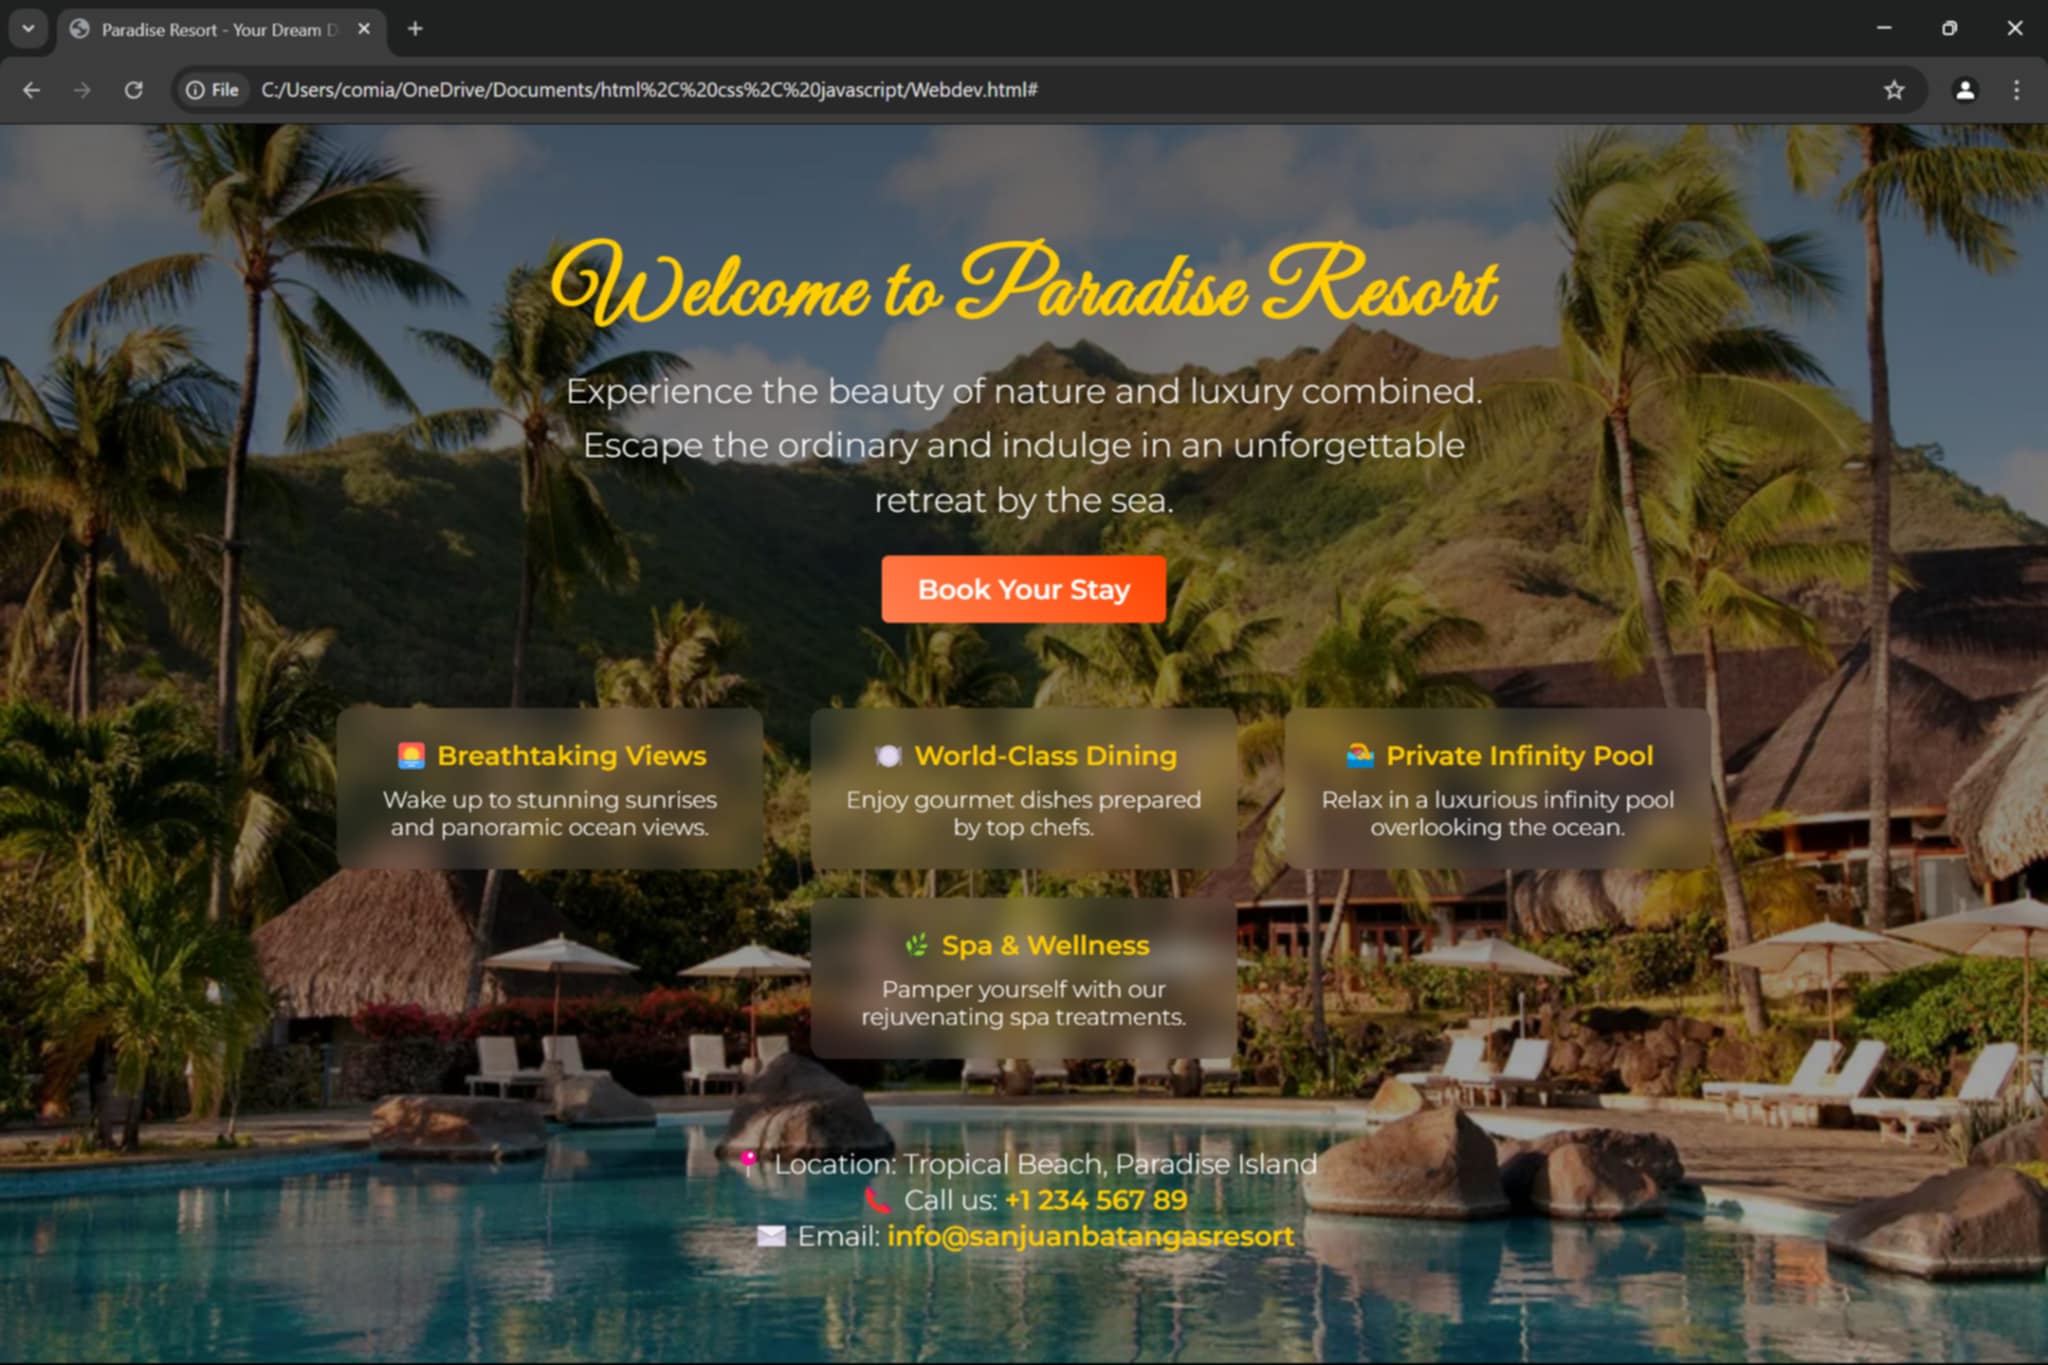 Paradise Resort - Your Dream D
File
C:/Users/comia/OneDrive/Documents/html%2C%20css%2C%20javascript/Webdev.html#
Welcome to Paradise Resort
Experience the beauty of nature and luxury combined.
Escape the ordinary and indulge in an unforgettable
retreat by the sea.
Book Your Stay
Breathtaking Views
Wake up to stunning sunrises
and panoramic ocean views.
World-Class Dining
Enjoy gourmet dishes prepared
by top chefs.
Private Infinity Pool
Relax in a luxurious infinity pool
overlooking the ocean.
Spa & Wellness
Pamper yourself with our
rejuvenating spa treatments.
Location: Tropical Beach, Paradise Island
Call us: +1 234 567 89
Email: info@sanjuanbatangasresort